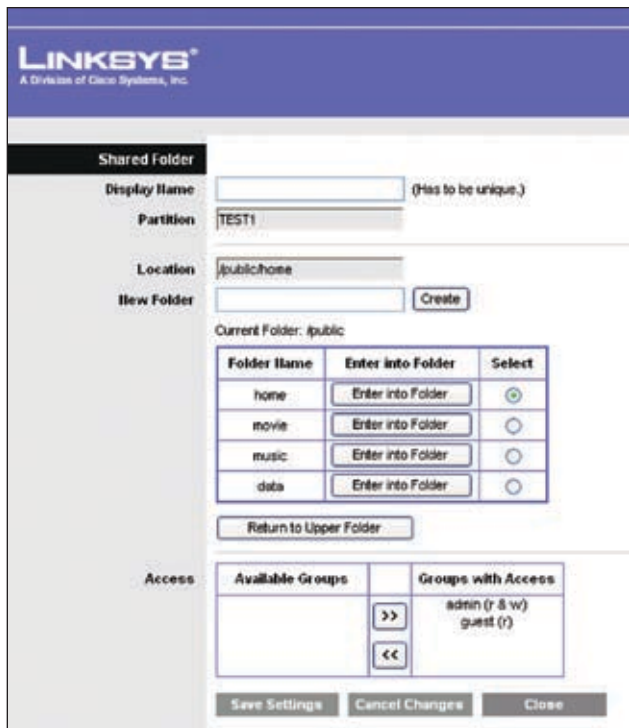 LINKSYS®
A Division of Cisco Systems, Inc.
Shared Folder
Display Name (Has to be unique.)
Partition TEST1
Location /public/home
New Folder Create
Current Folder: /public
Folder Name Enter into Folder Select
home Enter into Folder
movie Enter into Folder
music Enter into Folder
data Enter into Folder
Return to Upper Folder
Access Available Groups Groups with Access
>> admin (r & w)
guest (r)
<<
Save Settings Cancel Changes Close